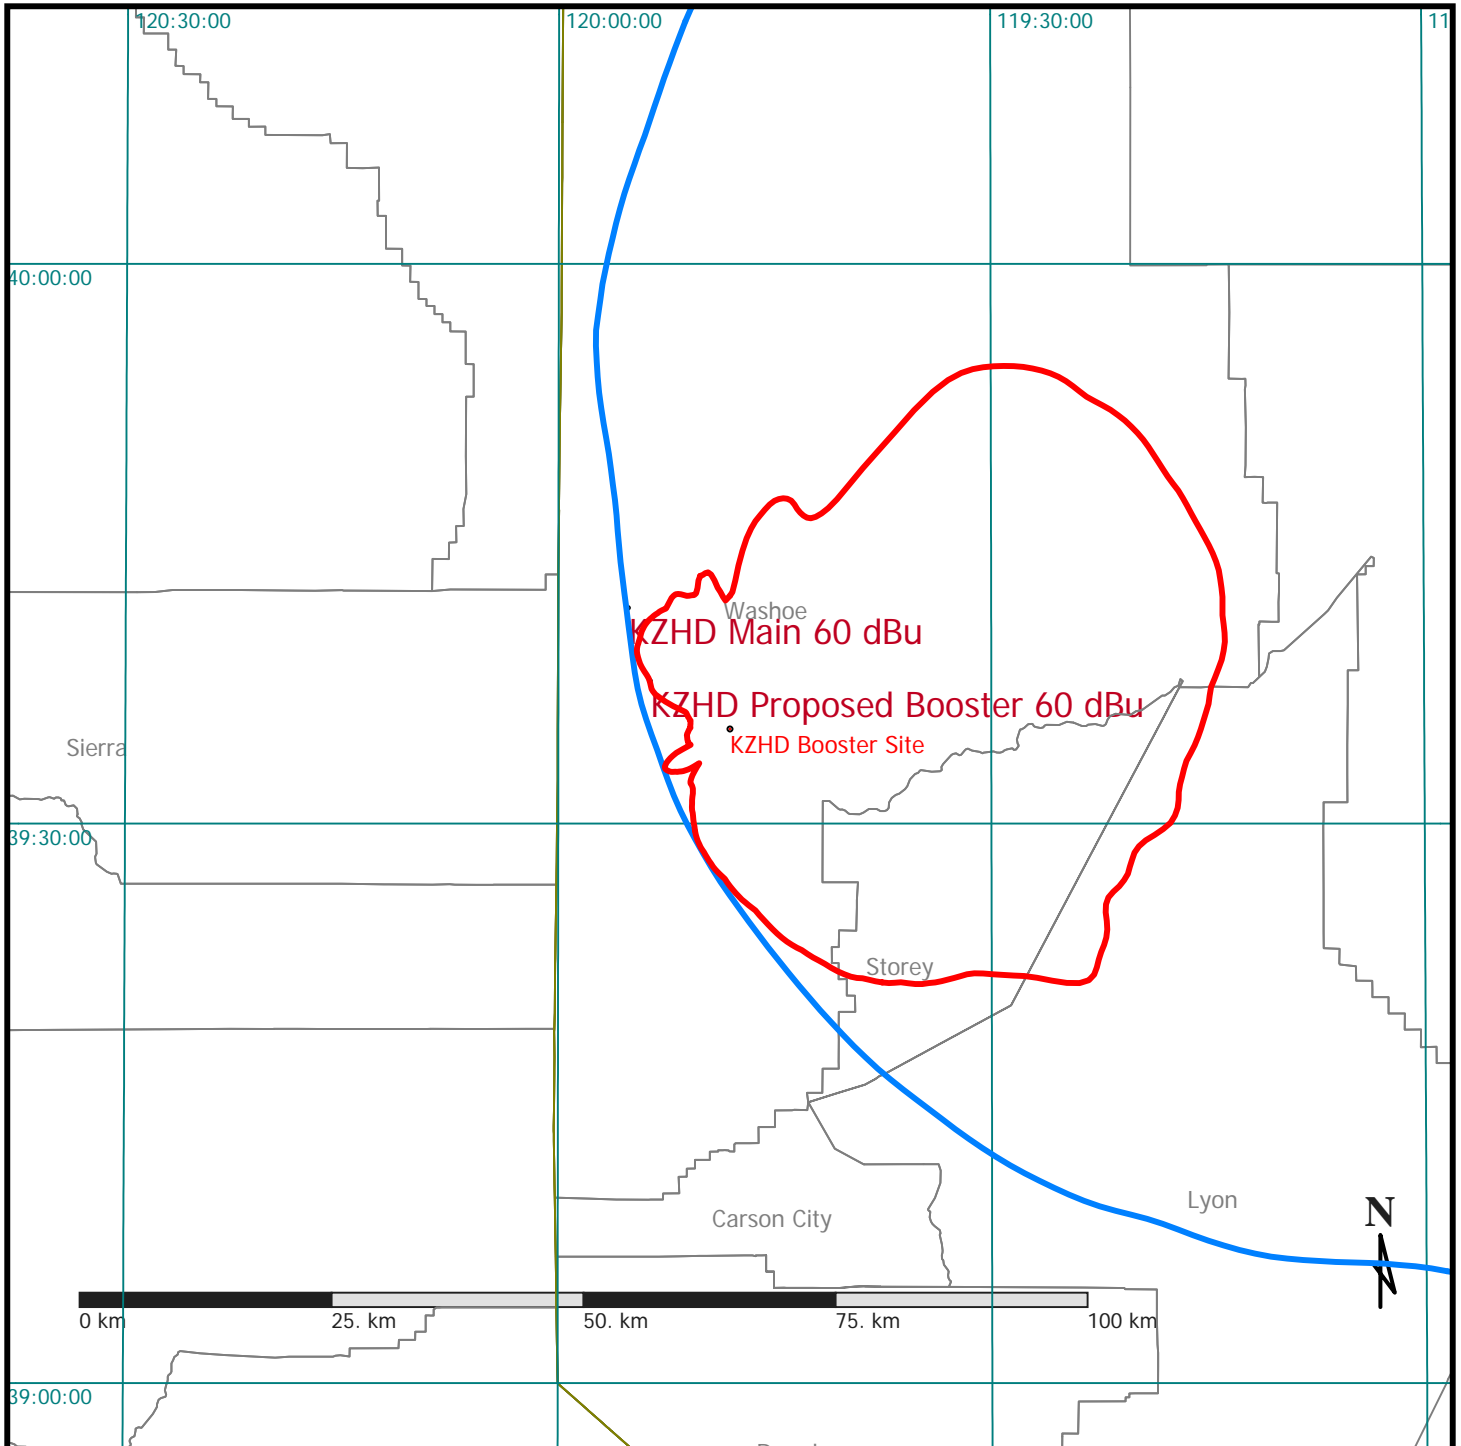 120:30:00
120:00:00
119:30:00
11
40:00:00
Washoe
KZHD Main 60 dBu
KZHD Proposed Booster 60 dBu
KZHD Booster Site
Sierra
39:30:00
Storey
Lyon
N
Carson City
0 km
25. km
50. km
75. km
100 km
39:00:00